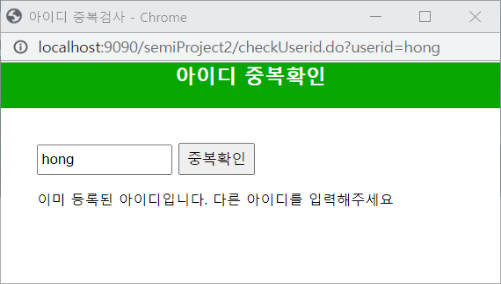 아이디 중복검사 - Chrome
localhost:9090/semiProject2/checkUserid.do?userid=hong
아이디 중복확인
hong 중복확인
이미 등록된 아이디입니다. 다른 아이디를 입력해주세요